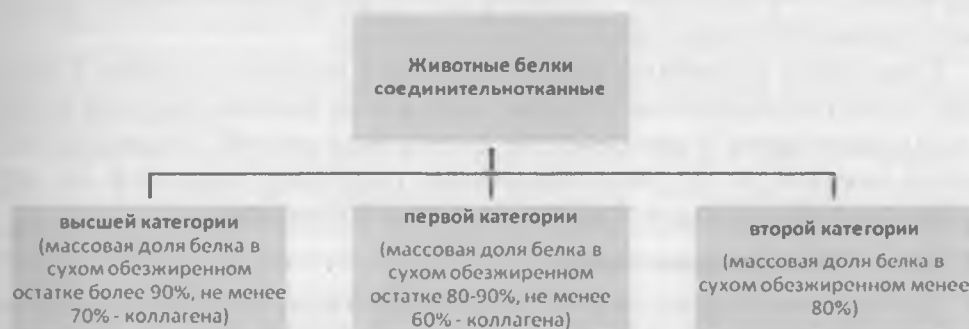 Животные белки
соединительнотканные
высшей категории
(массовая доля белка в
сухом обезжиренном
остатке более 90%, не менее
70% - коллагена)
первой категории
(массовая доля белка в
сухом обезжиренном
остатке 80-90%, не менее
60% - коллагена)
второй категории
(массовая доля белка в
сухом обезжиренном менее
80%)